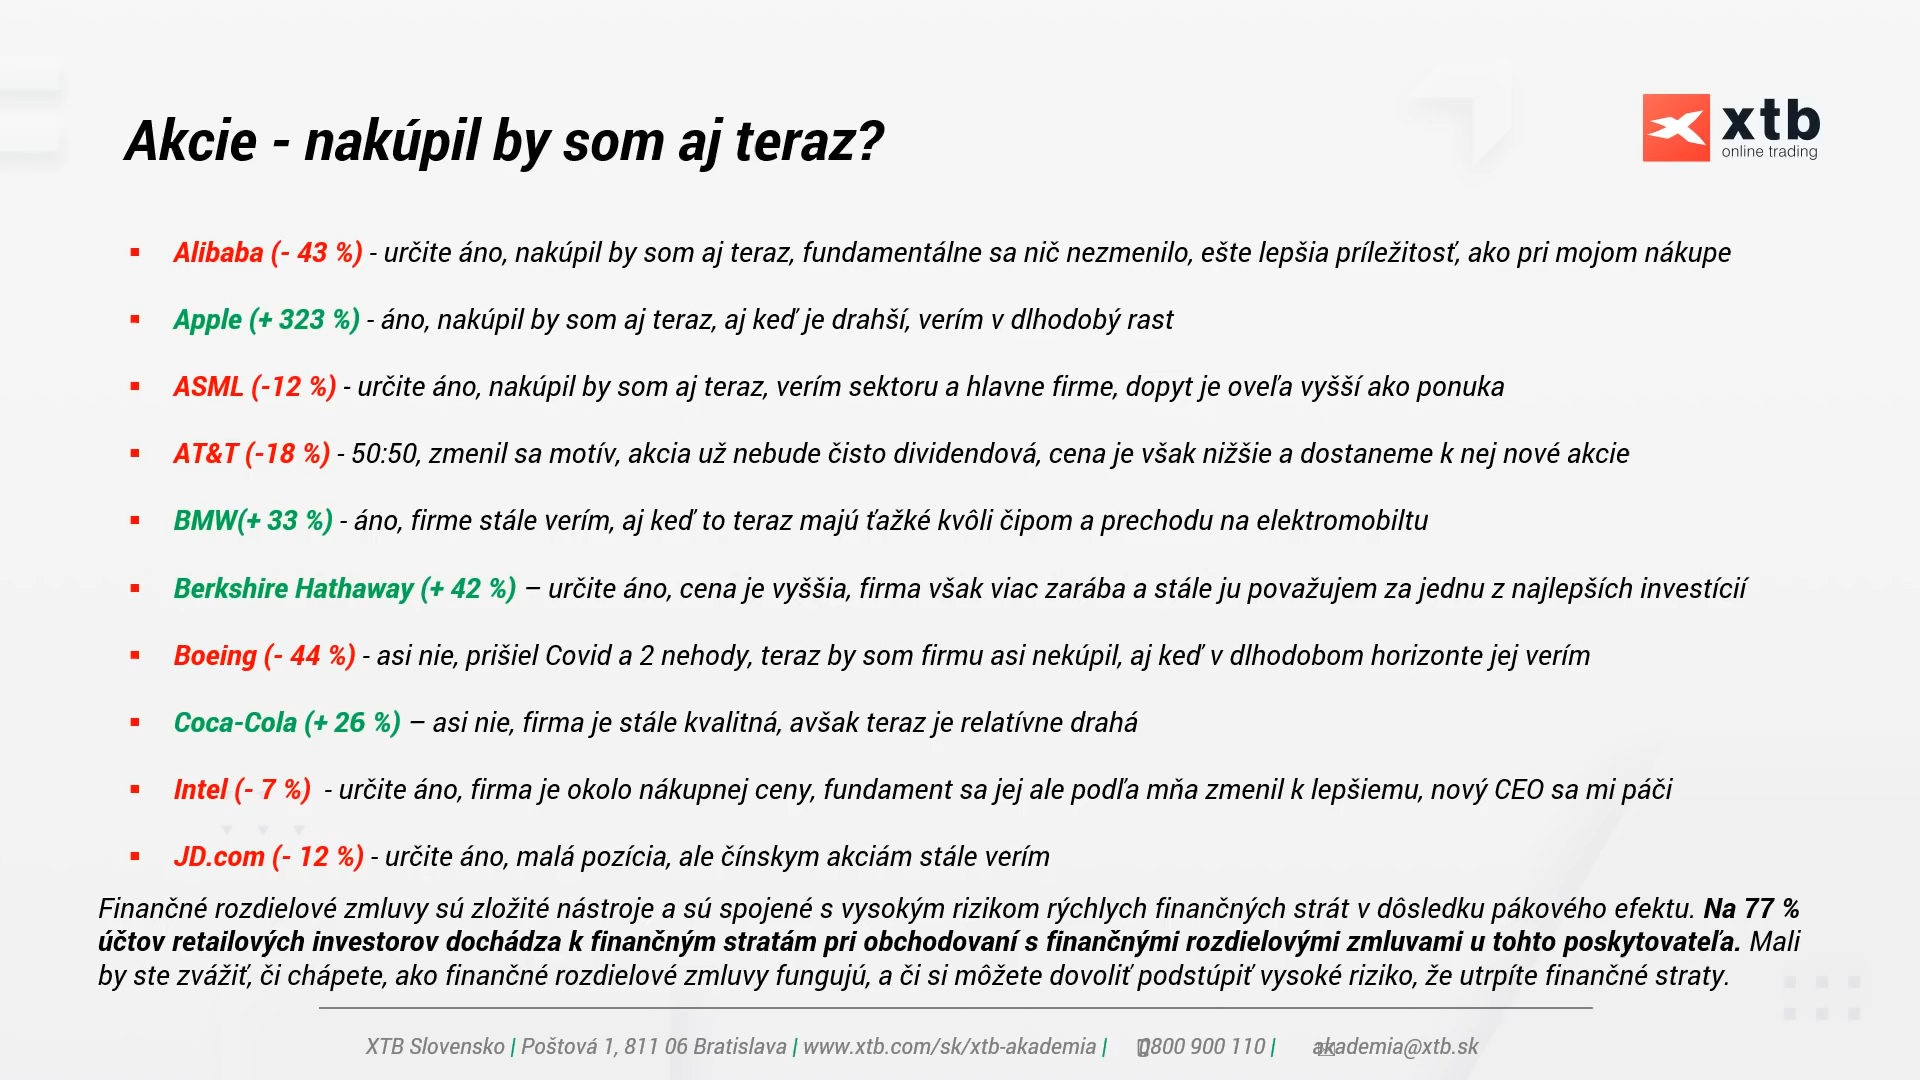 Akcie - nakúpil by som aj teraz?
xtb
online trading
▪ Alibaba (- 43 %) - určite áno, nakúpil by som aj teraz, fundamentálne sa nič nezmenilo, ešte lepšia príležitosť, ako pri mojom nákupe
▪ Apple (+ 323 %) - áno, nakúpil by som aj teraz, aj keď je drahší, verím v dlhodobý rast
▪ ASML (-12 %) - určite áno, nakúpil by som aj teraz, verím sektoru a hlavne firme, dopyt je oveľa vyšší ako ponuka
▪ AT&T (-18 %) - 50:50, zmenil sa motív, akcia už nebude čisto dividendová, cena je však nižšie a dostaneme k nej nové akcie
▪ BMW(+ 33 %) - áno, firme stále verím, aj keď to teraz majú ťažké kvôli čipom a prechodu na elektromobiltu
▪ Berkshire Hathaway (+ 42 %) – určite áno, cena je vyššia, firma však viac zarába a stále ju považujem za jednu z najlepších investícií
▪ Boeing (- 44 %) - asi nie, prišiel Covid a 2 nehody, teraz by som firmu asi nekúpil, aj keď v dlhodobom horizonte jej verím
▪ Coca-Cola (+ 26 %) – asi nie, firma je stále kvalitná, avšak teraz je relatívne drahá
▪ Intel (- 7 %) - určite áno, firma je okolo nákupnej ceny, fundament sa jej ale podľa mňa zmenil k lepšiemu, nový CEO sa mi páči
▪ JD.com (- 12 %) - určite áno, malá pozícia, ale čínskym akciám stále verím
Finančné rozdielové zmluvy sú zložité nástroje a sú spojené s vysokým rizikom rýchlych finančných strát v dôsledku pákového efektu. Na 77 %
účtov retailových investorov dochádza k finančným stratám pri obchodovaní s finančnými rozdielovými zmluvami u tohto poskytovateľa. Mali
by ste zvážiť, či chápete, ako finančné rozdielové zmluvy fungujú, a či si môžete dovoliť podstúpiť vysoké riziko, že utrpíte finančné straty.
XTB Slovensko | Poštová 1, 811 06 Bratislava | www.xtb.com/sk/xtb-akademia | 0800 900 110 | akademia@xtb.sk